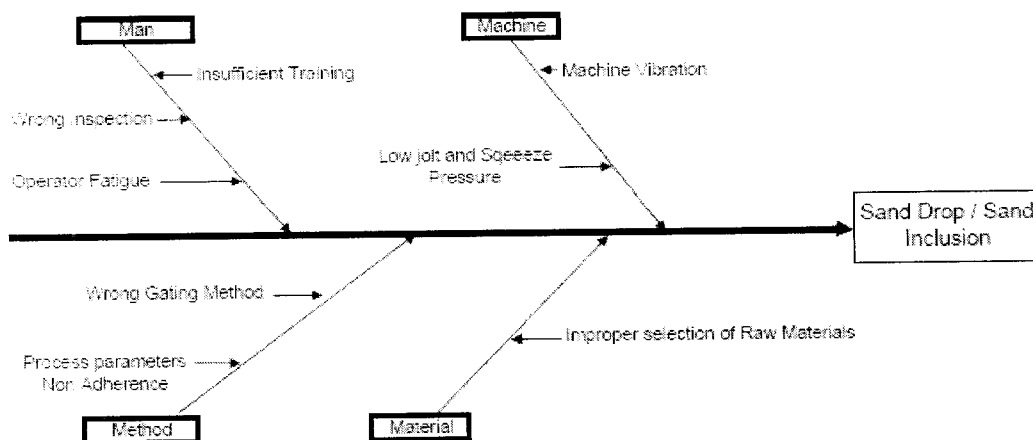 Man
Machine
Insufficient Training
Machine Vibration
Wrong Inspection
Low jolt and Sqeeeze
Pressure
Operator Fatigue
Sand Drop / Sand
Inclusion
Wrong Gating Method
Improper selection of Raw Materials
Process parameters
Non Adherence
Method
Material